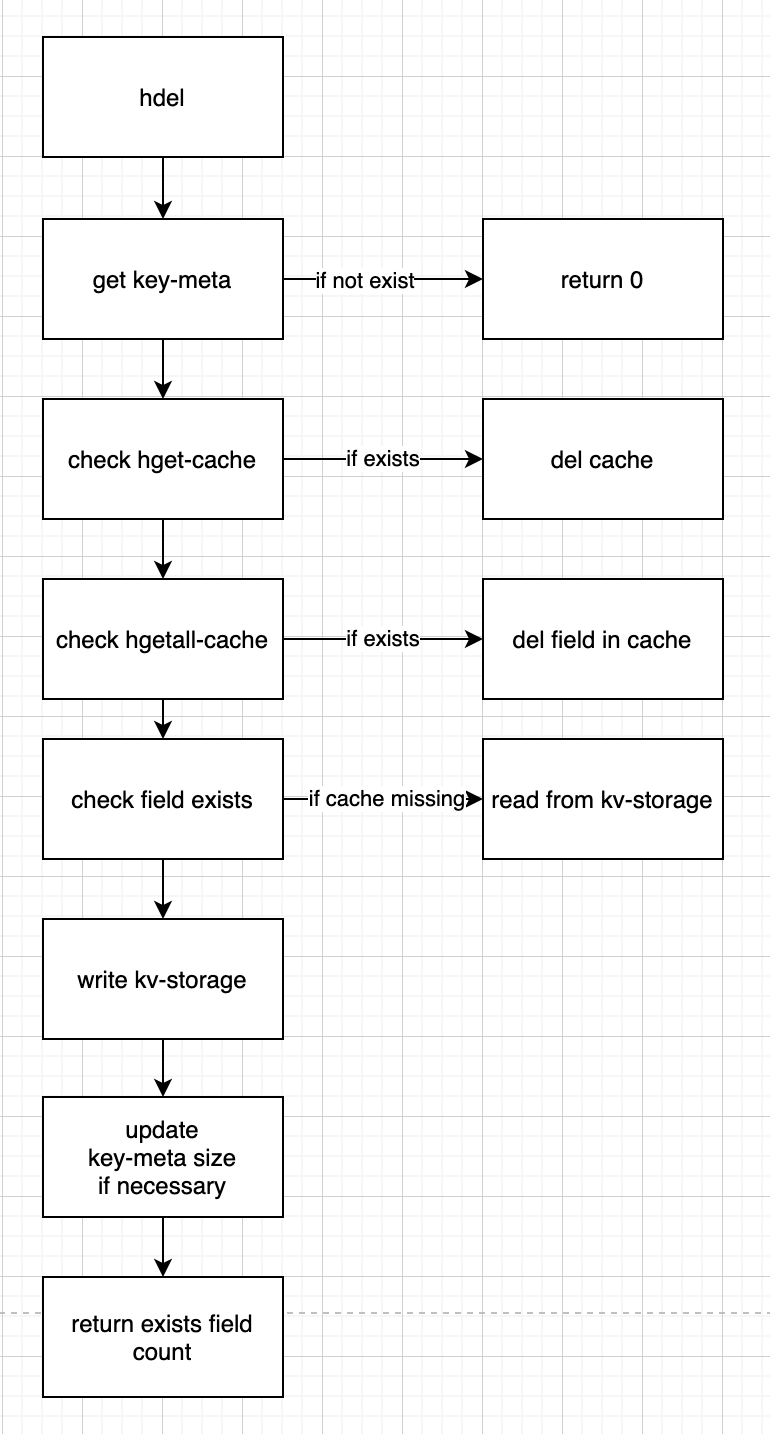 hdel
get key-meta
if not exist
return 0
check hget-cache
if exists
del cache
check hgetall-cache
if exists
del field in cache
check field exists
if cache missing
read from kv-storage
write kv-storage
update
key-meta size
if necessary
return exists field
count